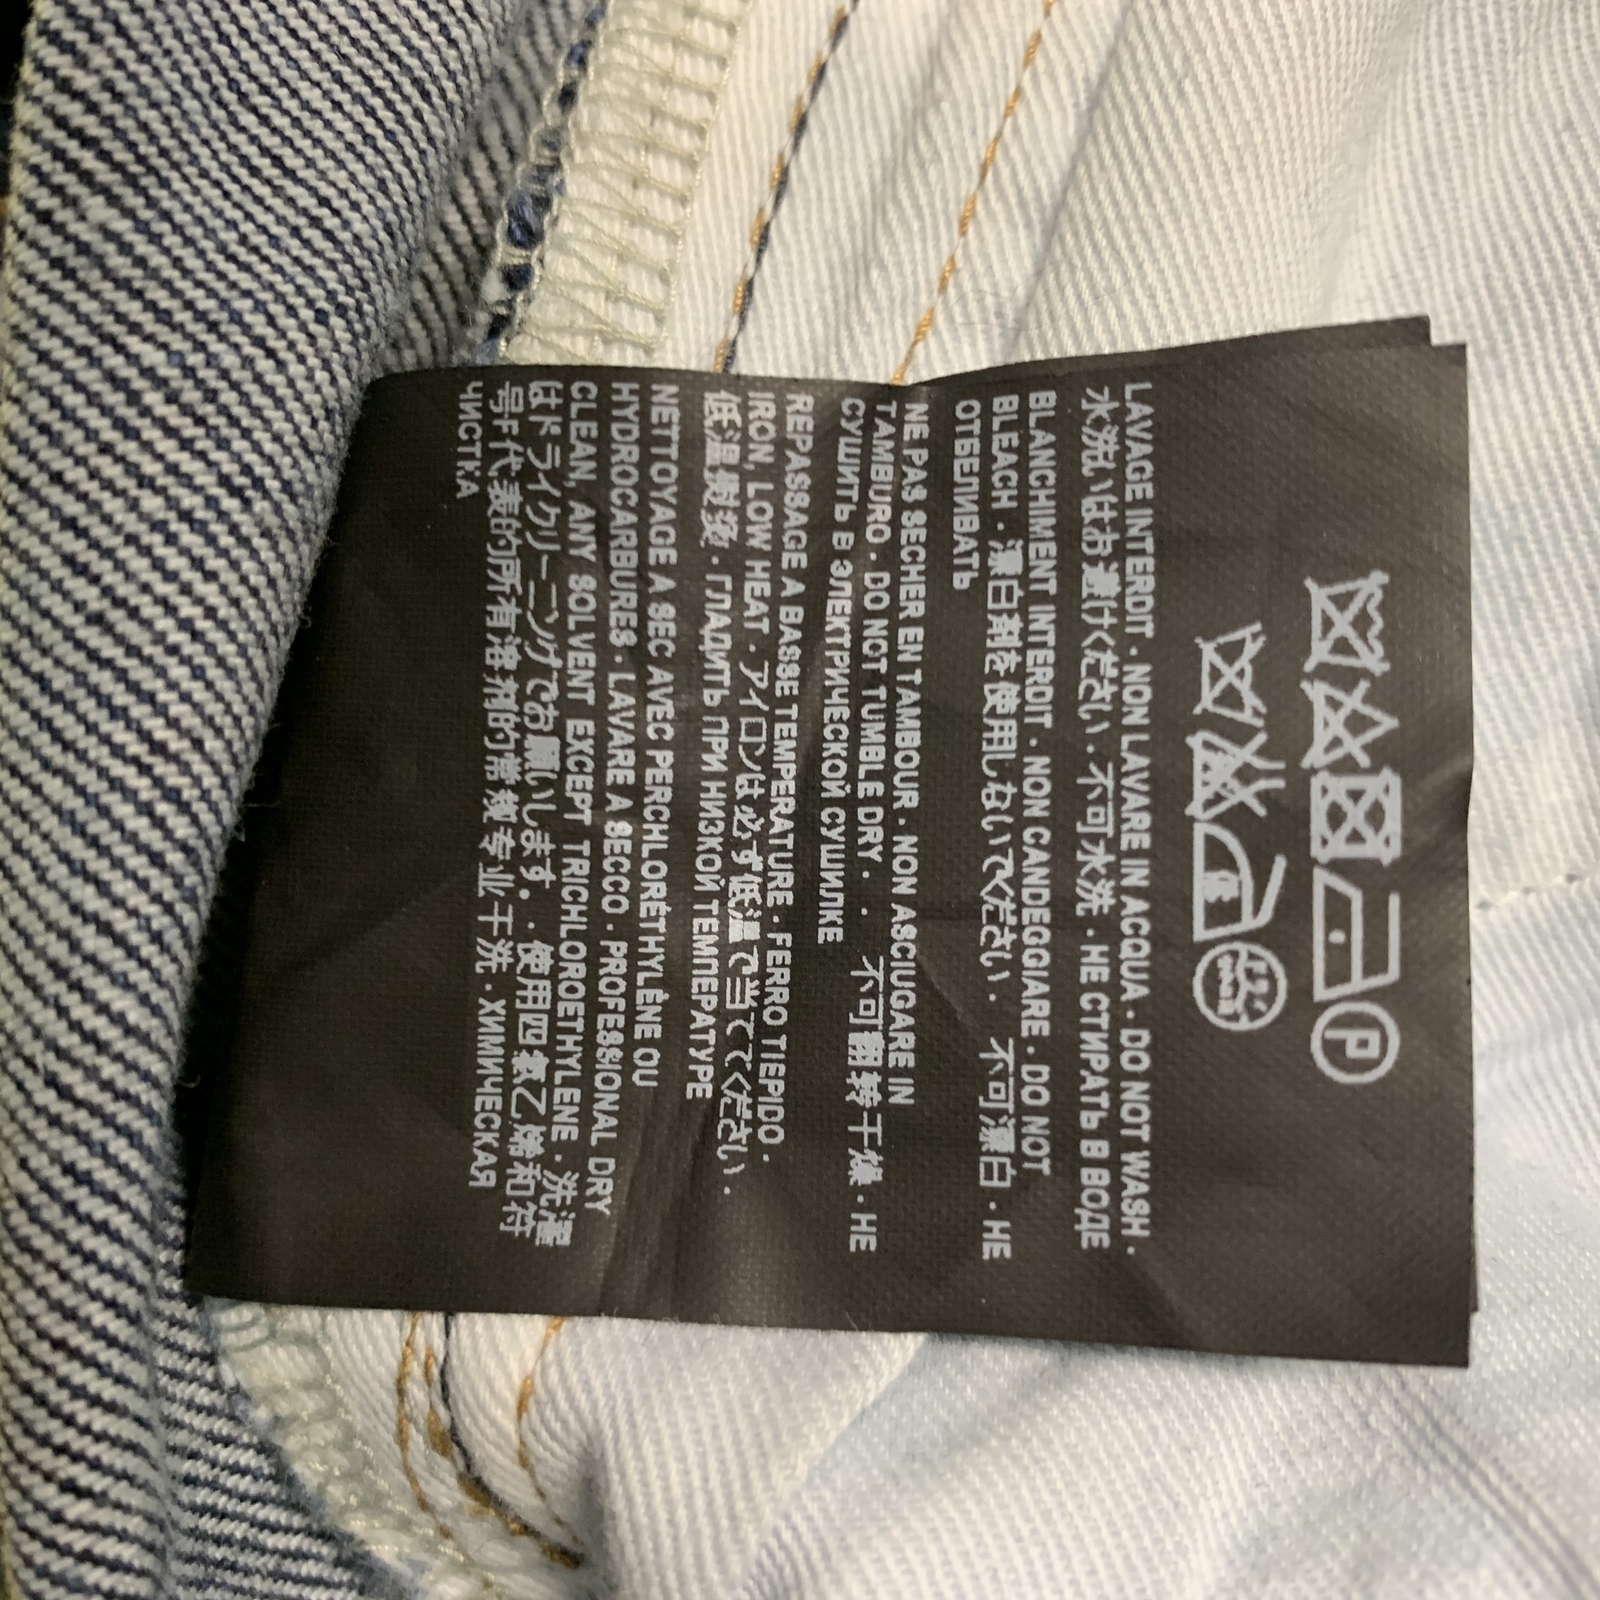 P
LAVAGE INTERDIT · NON LAVARE IN ACQUA · DO NOT WASH ·
水洗いはお避けください · 不可水洗 · НЕ СТИРАТЬ В ВОДЕ
BLANCHIMENT INTERDIT · NON CANDEGGIARE · DO NOT
BLEACH · 漂白剤を使用しないでください · 不可漂白 · НЕ
ОТБЕЛИВАТЬ
NE PAS SECHER EN TAMBOUR · NON ASCIUGARE IN
TAMBURO · DO NOT TUMBLE DRY · · 不可翻转干燥 · НЕ
СУШИТЬ В ЭЛЕКТРИЧЕСКОЙ СУШИЛКЕ
REPASSAGE A BASSE TEMPERATURE · FERRO TIEPIDO ·
IRON, LOW HEAT · アイロンは必ず低温で当てください ·
低温熨烫 · ГЛАДИТЬ ПРИ НИЗКОЙ ТЕМПЕРАТУРЕ
NETTOYAGE A SEC AVEC PERCHLORÉTHYLÈNE OU
HYDROCARBURES · LAVARE A SECCO · PROFESSIONAL DRY
CLEAN, ANY SOLVENT EXCEPT TRICHLOROETHYLENE · 洗濯
はドライクリーニングでお願いします。· 使用四氯乙烯和符
号F代表的所有溶剂的常规专业干洗 · ХИМИЧЕСКАЯ
ЧИСТКА